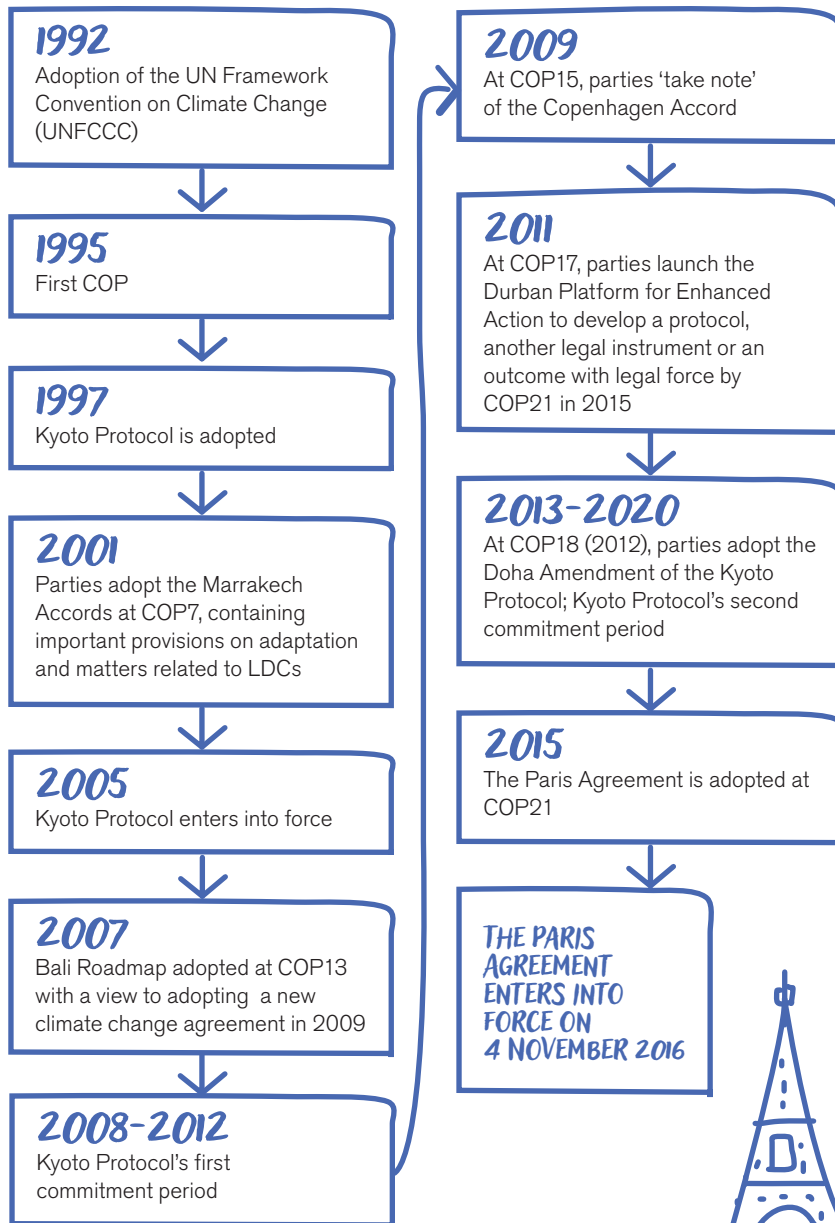 1992
Adoption of the UN Framework
Convention on Climate Change
(UNFCCC)
1995
First COP
1997
Kyoto Protocol is adopted
2001
Parties adopt the Marrakech
Accords at COP7, containing
important provisions on adaptation
and matters related to LDCs
2005
Kyoto Protocol enters into force
2007
Bali Roadmap adopted at COP13
with a view to adopting a new
climate change agreement in 2009
2008-2012
Kyoto Protocol's first
commitment period
2009
At COP15, parties ‘take note’
of the Copenhagen Accord
2011
At COP17, parties launch the
Durban Platform for Enhanced
Action to develop a protocol,
another legal instrument or an
outcome with legal force by
COP21 in 2015
2013-2020
At COP18 (2012), parties adopt the
Doha Amendment of the Kyoto
Protocol; Kyoto Protocol's second
commitment period
2015
The Paris Agreement is adopted at
COP21
THE PARIS
AGREEMENT
ENTERS INTO
FORCE ON
4 NOVEMBER 2016